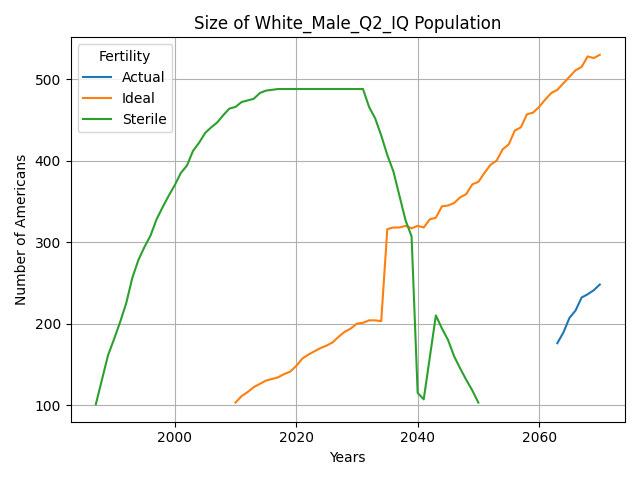 Size of White_Male_Q2_IQ Population
Fertility
Actual
Ideal
Sterile
Number of Americans
500
400
300
200
100
2000
2020
2040
2060
Years